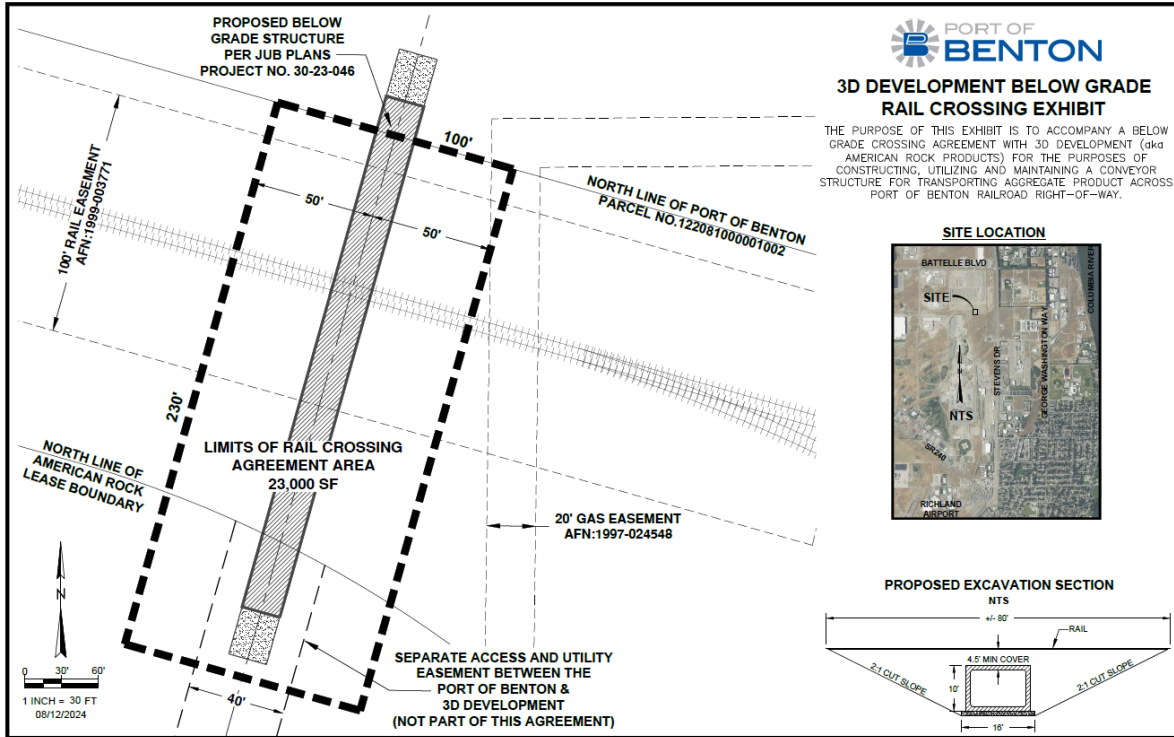 PROPOSED BELOW
GRADE STRUCTURE
PER JUB PLANS
PROJECT NO. 30-23-046
100'
50'
50'
100' RAIL EASEMENT
AFN:1999-003771
NORTH LINE OF PORT OF BENTON
PARCEL NO.122081000001002
230'
LIMITS OF RAIL CROSSING
AGREEMENT AREA
23,000 SF
NORTH LINE OF
AMERICAN ROCK
LEASE BOUNDARY
20' GAS EASEMENT
AFN:1997-024548
SEPARATE ACCESS AND UTILITY
EASEMENT BETWEEN THE
PORT OF BENTON &
3D DEVELOPMENT
(NOT PART OF THIS AGREEMENT)
40'
N
0 30' 60'
1 INCH = 30 FT
08/12/2024
PORT OF
BENTON
3D DEVELOPMENT BELOW GRADE
RAIL CROSSING EXHIBIT
THE PURPOSE OF THIS EXHIBIT IS TO ACCOMPANY A BELOW
GRADE CROSSING AGREEMENT WITH 3D DEVELOPMENT (aka
AMERICAN ROCK PRODUCTS) FOR THE PURPOSES OF
CONSTRUCTING, UTILIZING AND MAINTAINING A CONVEYOR
STRUCTURE FOR TRANSPORTING AGGREGATE PRODUCT ACROSS
PORT OF BENTON RAILROAD RIGHT-OF-WAY.
SITE LOCATION
BATTELLE BLVD
SITE
COLUMBIA RIVER
GEORGE WASHINGTON WAY
STEVENS DR
NTS
SR240
RICHLAND
AIRPORT
PROPOSED EXCAVATION SECTION
NTS
+/- 80'
RAIL
4.5' MIN COVER
2:1 CUT SLOPE
2:1 CUT SLOPE
10'
16'